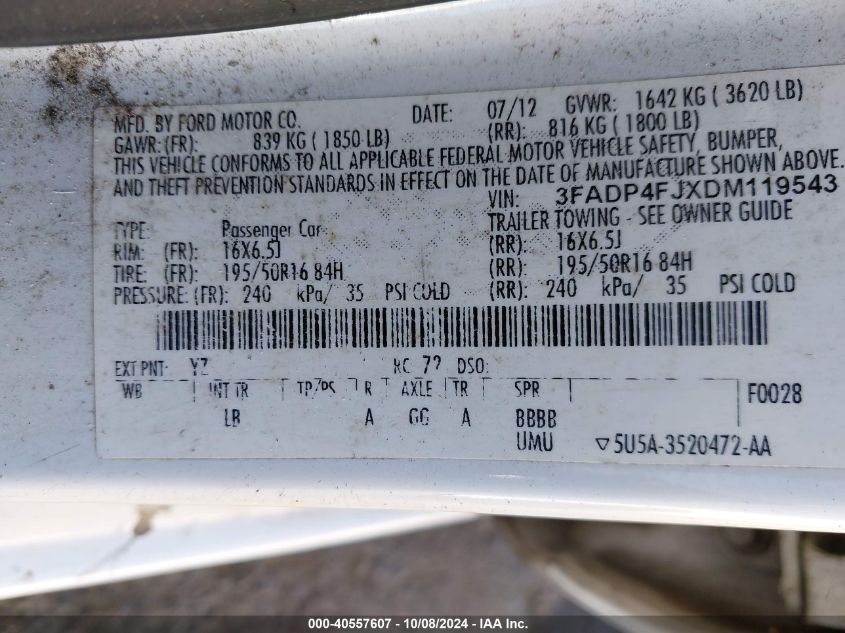 MFD. BY FORD MOTOR CO. DATE: 07/12 GVWR: 1642 KG ( 3620 LB)
GAWR:(FR): 839 KG ( 1850 LB) (RR): 816 KG ( 1800 LB)
THIS VEHICLE CONFORMS TO ALL APPLICABLE FEDERAL MOTOR VEHICLE SAFETY, BUMPER,
AND THEFT PREVENTION STANDARDS IN EFFECT ON THE DATE OF MANUFACTURE SHOWN ABOVE.
VIN: 3FADP4FJXDM119543
TYPE: Passenger Car TRAILER TOWING - SEE OWNER GUIDE
RIM: (FR): 16X6.5J (RR): 16X6.5J
TIRE: (FR): 195/50R16 84H (RR): 195/50R16 84H
PRESSURE: (FR): 240 kPa/ 35 PSI COLD (RR): 240 kPa/ 35 PSI COLD
EXT PNT: YZ RC: 72 DSO:
WB INT TR TP/PS R AXLE TR SPR F0028
LB A GG A BBBB
UMU ▽5U5A-3520472-AA
000-40557607 - 10/08/2024 - IAA Inc.